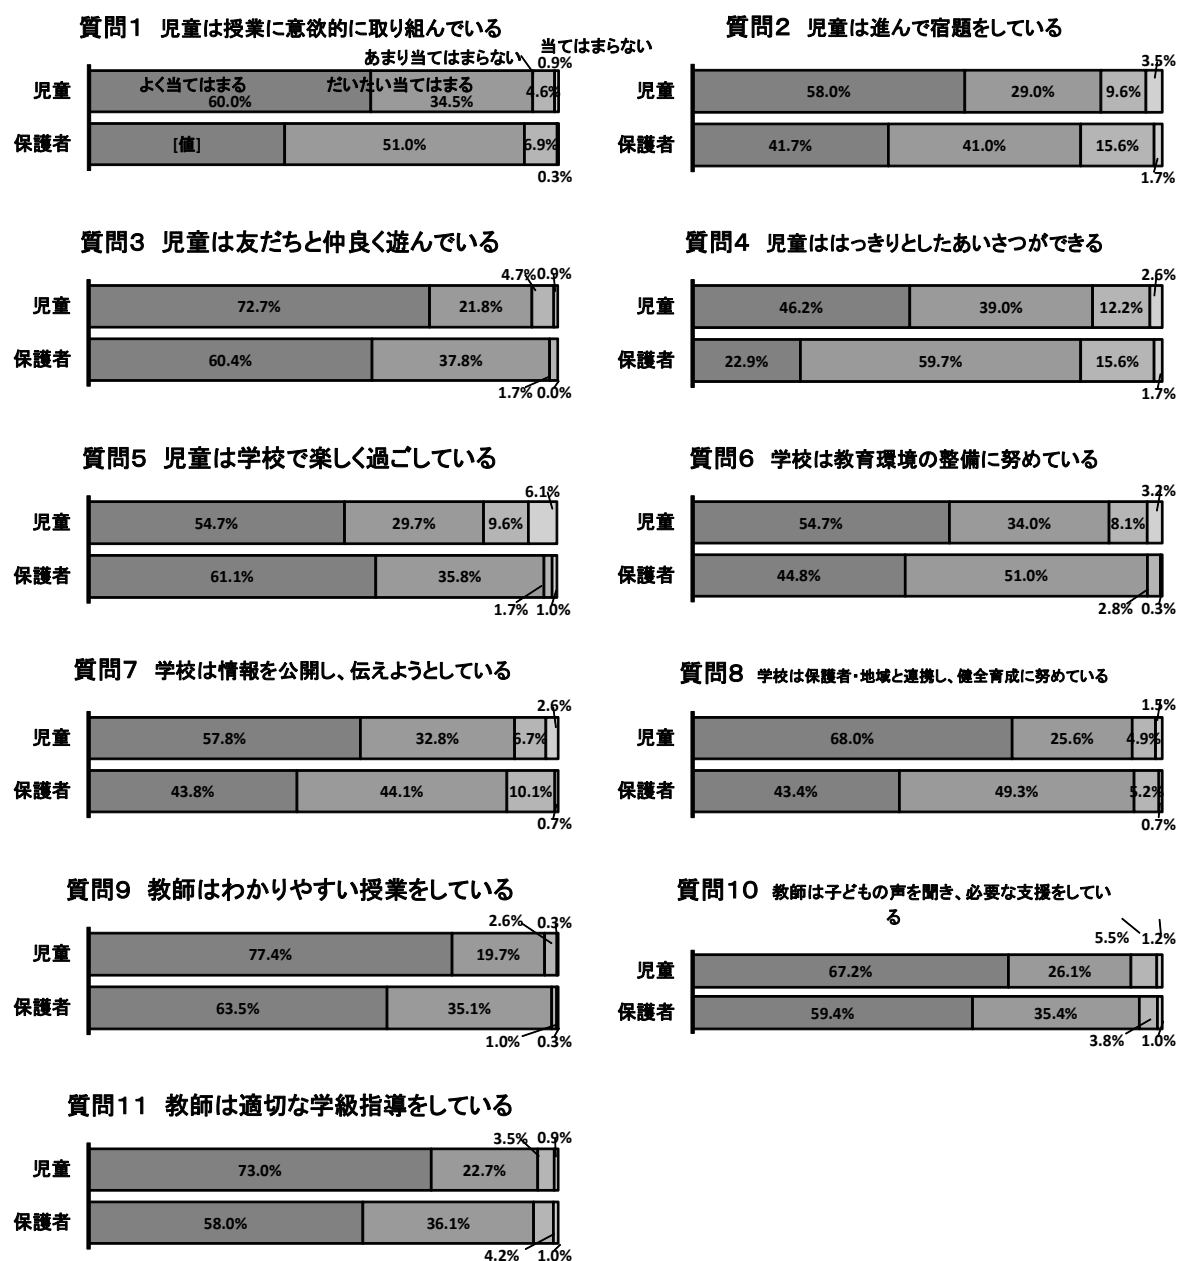 質問１　児童は授業に意欲的に取り組んでいる
当てはまらない
あまり当てはまらない
0.9%
よく当てはまる
だいたい当てはまる
児童
60.0%
34.5%
4.6%
保護者
[値]
51.0%
6.9%
0.3%
質問２　児童は進んで宿題をしている
3.5%
児童
58.0%
29.0%
9.6%
保護者
41.7%
41.0%
15.6%
1.7%
質問３　児童は友だちと仲良く遊んでいる
4.7%
0.9%
児童
72.7%
21.8%
保護者
60.4%
37.8%
1.7%
0.0%
質問４　児童ははっきりとしたあいさつができる
2.6%
児童
46.2%
39.0%
12.2%
保護者
22.9%
59.7%
15.6%
1.7%
質問５　児童は学校で楽しく過ごしている
6.1%
児童
54.7%
29.7%
9.6%
保護者
61.1%
35.8%
1.7%
1.0%
質問６　学校は教育環境の整備に努めている
3.2%
児童
54.7%
34.0%
8.1%
保護者
44.8%
51.0%
2.8%
0.3%
質問７　学校は情報を公開し、伝えようとしている
2.6%
児童
57.8%
32.8%
6.7%
保護者
43.8%
44.1%
10.1%
0.7%
質問８　学校は保護者・地域と連携し、健全育成に努めている
1.5%
児童
68.0%
25.6%
4.9%
保護者
43.4%
49.3%
5.2%
0.7%
質問９　教師はわかりやすい授業をしている
2.6%
0.3%
児童
77.4%
19.7%
保護者
63.5%
35.1%
1.0%
0.3%
質問１０　教師は子どもの声を聞き、必要な支援をしてい
る
5.5%
1.2%
児童
67.2%
26.1%
保護者
59.4%
35.4%
3.8%
1.0%
質問１１　教師は適切な学級指導をしている
3.5%
0.9%
児童
73.0%
22.7%
保護者
58.0%
36.1%
4.2%
1.0%